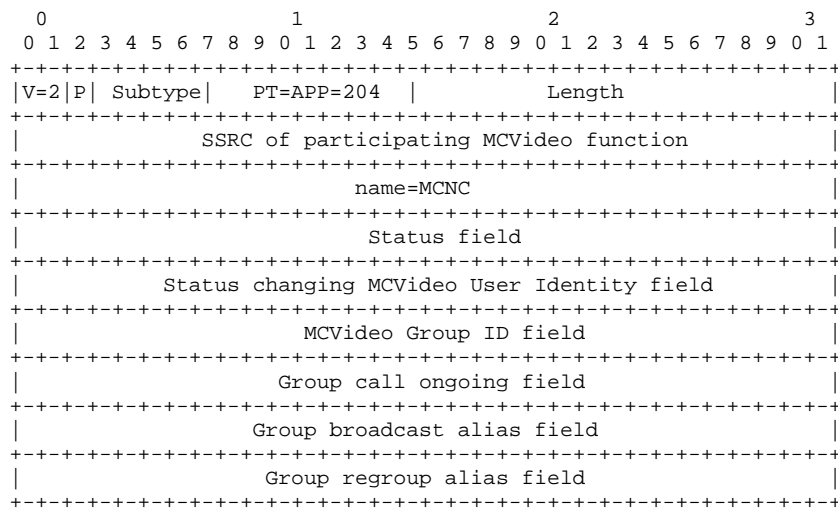 0                   1                   2                   3
0 1 2 3 4 5 6 7 8 9 0 1 2 3 4 5 6 7 8 9 0 1 2 3 4 5 6 7 8 9 0 1
+-+-+-+-+-+-+-+-+-+-+-+-+-+-+-+-+-+-+-+-+-+-+-+-+-+-+-+-+-+-+-+-+
|V=2|P| Subtype|   PT=APP=204  |          Length               |
+-+-+-+-+-+-+-+-+-+-+-+-+-+-+-+-+-+-+-+-+-+-+-+-+-+-+-+-+-+-+-+-+
|              SSRC of participating MCVideo function           |
+-+-+-+-+-+-+-+-+-+-+-+-+-+-+-+-+-+-+-+-+-+-+-+-+-+-+-+-+-+-+-+-+
|                          name=MCNC                            |
+-+-+-+-+-+-+-+-+-+-+-+-+-+-+-+-+-+-+-+-+-+-+-+-+-+-+-+-+-+-+-+-+
|                           Status field                        |
+-+-+-+-+-+-+-+-+-+-+-+-+-+-+-+-+-+-+-+-+-+-+-+-+-+-+-+-+-+-+-+-+
|           Status changing MCVideo User Identity field         |
+-+-+-+-+-+-+-+-+-+-+-+-+-+-+-+-+-+-+-+-+-+-+-+-+-+-+-+-+-+-+-+-+
|                      MCVideo Group ID field                   |
+-+-+-+-+-+-+-+-+-+-+-+-+-+-+-+-+-+-+-+-+-+-+-+-+-+-+-+-+-+-+-+-+
|                    Group call ongoing field                   |
+-+-+-+-+-+-+-+-+-+-+-+-+-+-+-+-+-+-+-+-+-+-+-+-+-+-+-+-+-+-+-+-+
|                  Group broadcast alias field                  |
+-+-+-+-+-+-+-+-+-+-+-+-+-+-+-+-+-+-+-+-+-+-+-+-+-+-+-+-+-+-+-+-+
|                   Group regroup alias field                   |
+-+-+-+-+-+-+-+-+-+-+-+-+-+-+-+-+-+-+-+-+-+-+-+-+-+-+-+-+-+-+-+-+